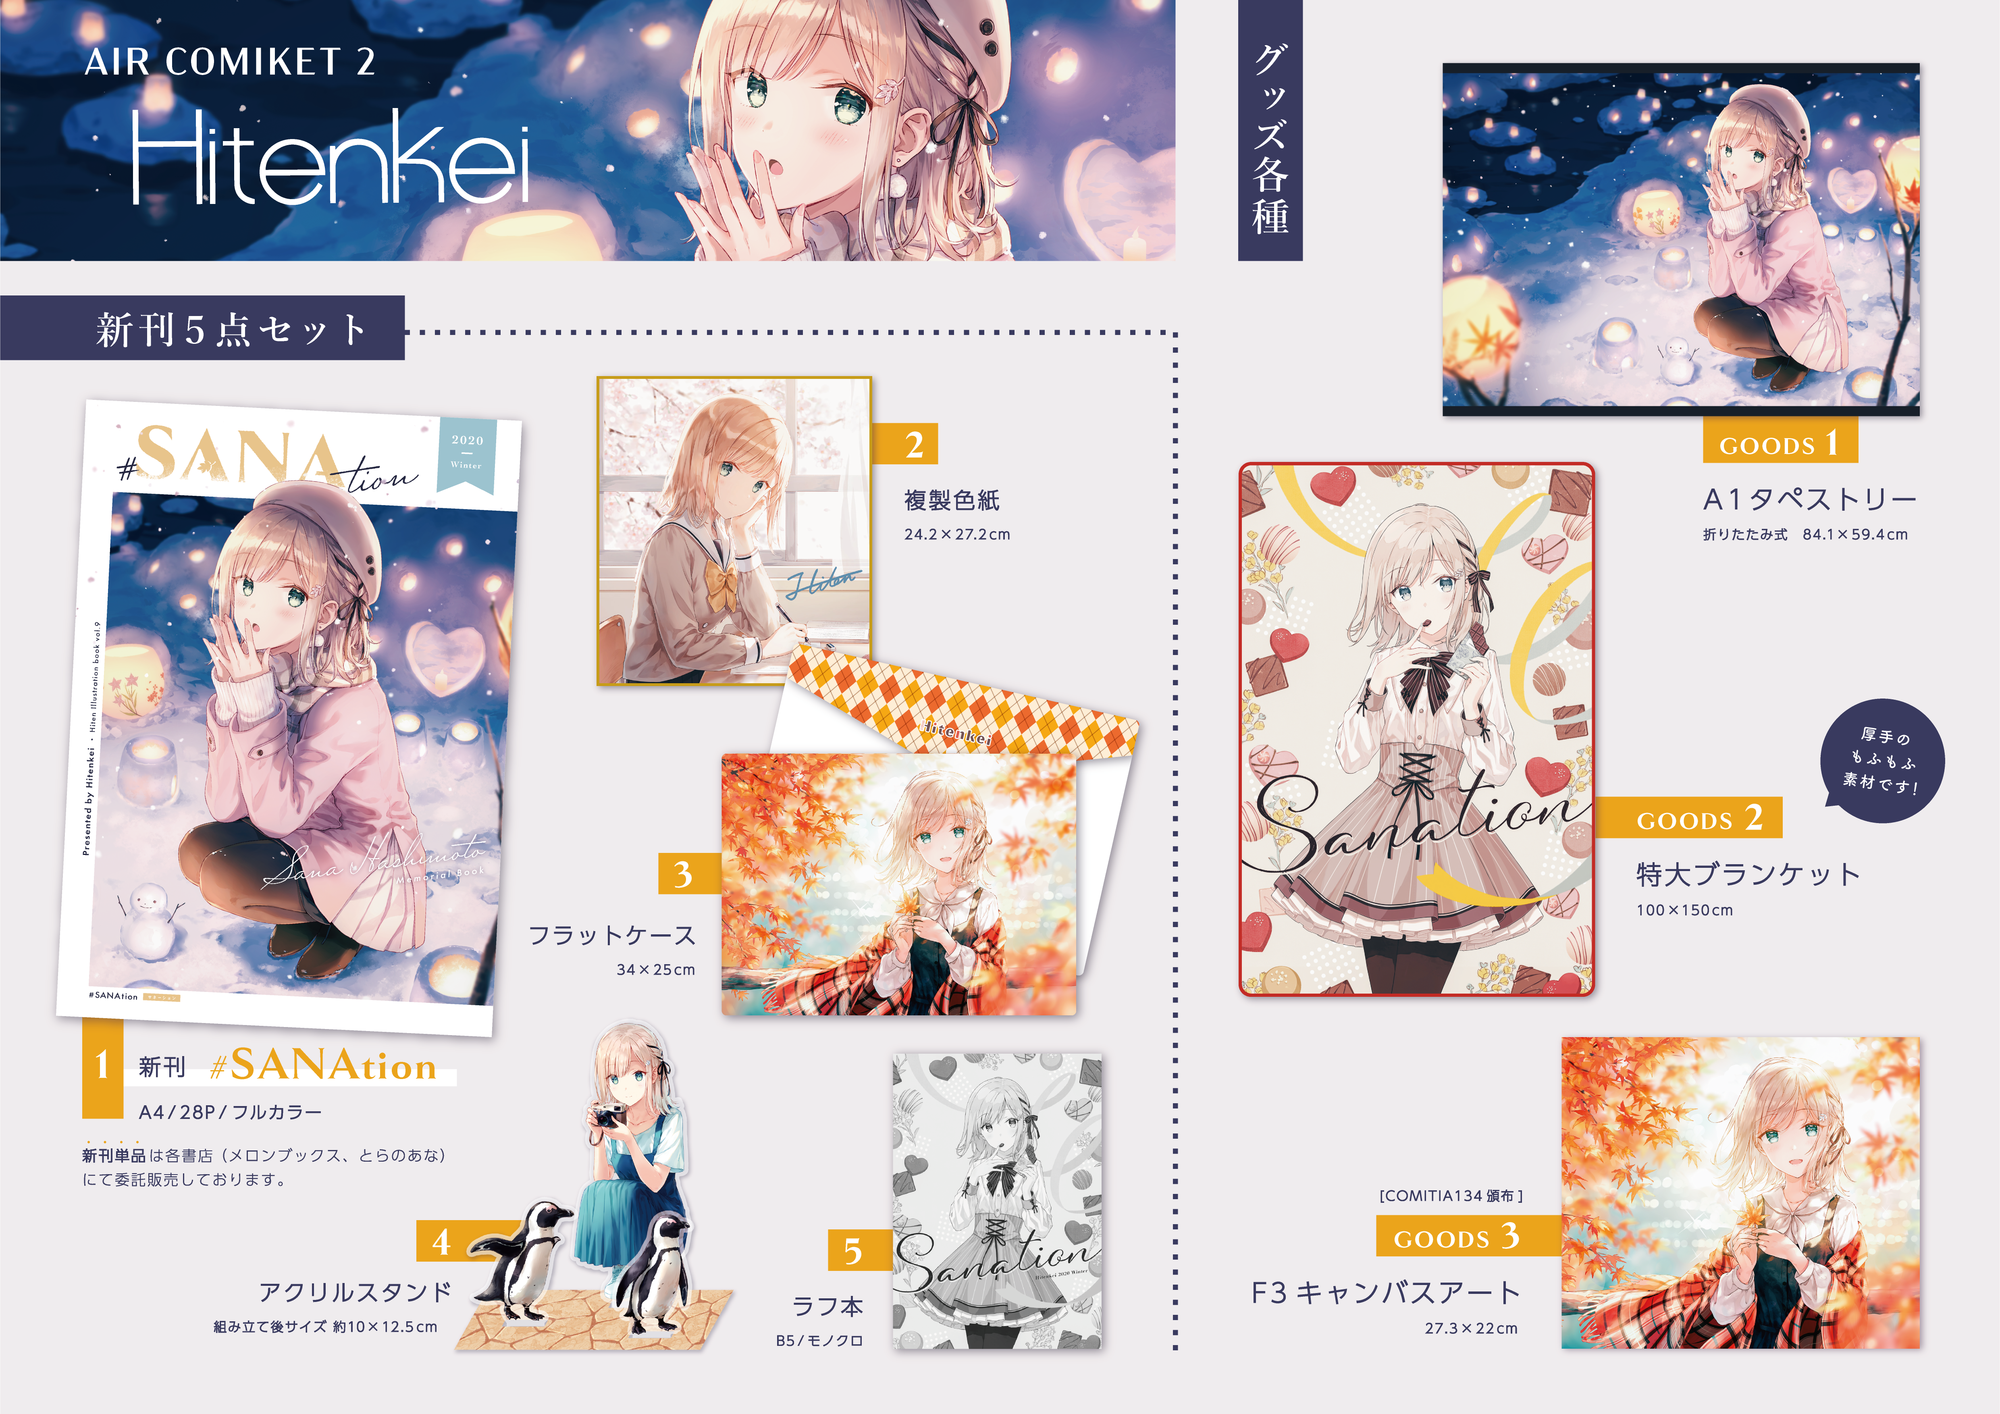 AIR COMIKET 2
Hitenkei
新刊5点セット
#SANAtion
2020
Winter
Presented by Hitenkei ・ Hiten Illustration book vol.9
Sana Hashimoto
Memorial Book
#SANAtion
1
新刊 #SANAtion
A4/28P/フルカラー
新刊単品は各書店（メロンブックス、とらのあな）
にて委託販売しております。
Hiten
2
複製色紙
24.2×27.2cm
Hitenkei
3
フラットケース
34×25cm
4
アクリルスタンド
組み立て後サイズ 約10×12.5cm
5
ラフ本
B5/モノクロ
Sanation
Hitenkei 2020 Winter
グッズ各種
GOODS 1
A1タペストリー
折りたたみ式 84.1×59.4cm
Sanation
厚手の
もふもふ
素材です!
GOODS 2
特大ブランケット
100×150cm
[COMITIA134 頒布]
GOODS 3
F3 キャンバスアート
27.3×22cm